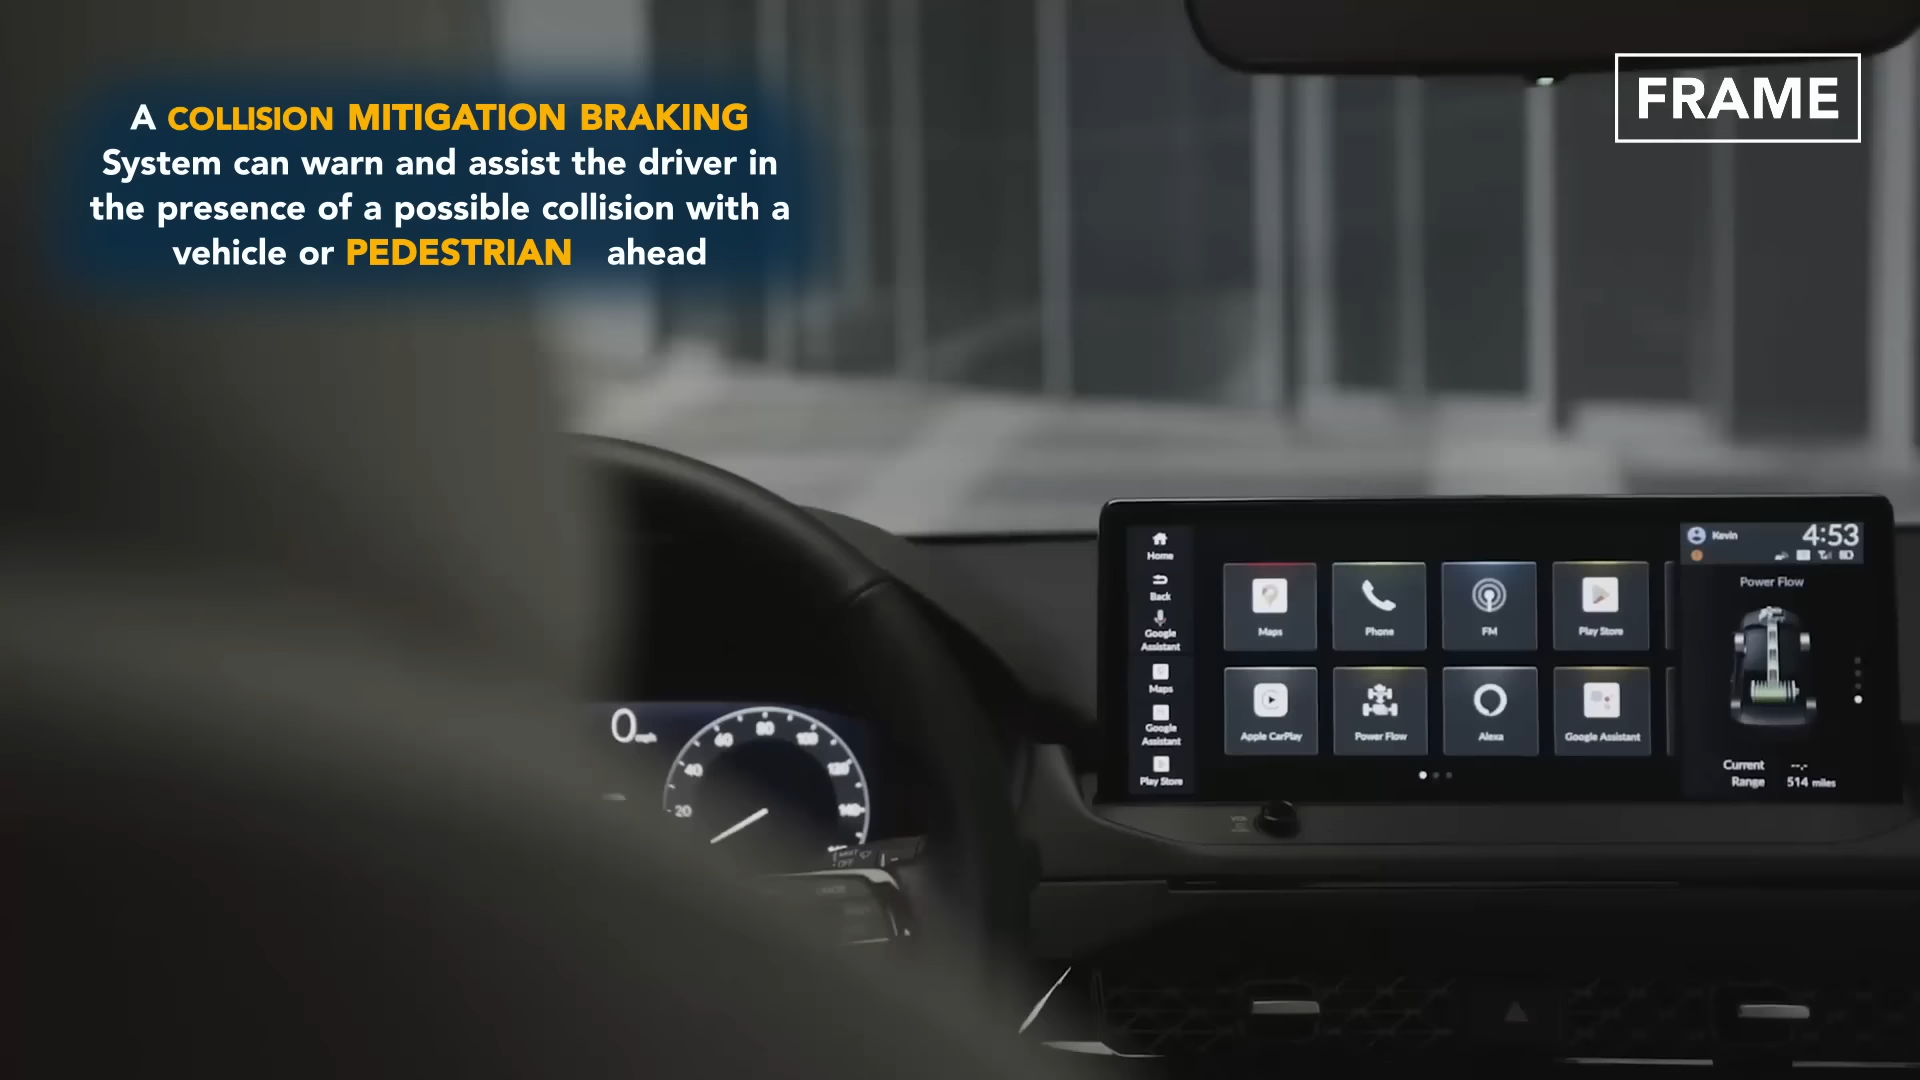 A COLLISION MITIGATION BRAKING
System can warn and assist the driver in
the presence of a possible collision with a
vehicle or PEDESTRIAN ahead
FRAME
Home
Back
Google
Assistant
Maps
Google
Assistant
Play Store
Maps
Phone
FM
Play Store
Apple CarPlay
Power Flow
Alexa
Google Assistant
Kevin
4:53
Power Flow
Current --.-
Range 514 miles
VOL
0 mph
20
40
60
80
100
120
140
OFF